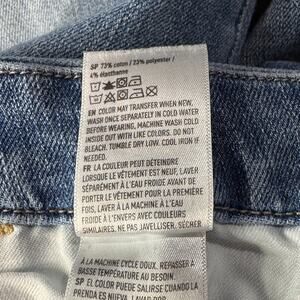 SP 73% coton / 23% polyester /
4% élasthanne
EN COLOR MAY TRANSFER WHEN NEW,
WASH ONCE SEPARATELY IN COLD WATER
BEFORE WEARING, MACHINE WASH COLD
INSIDE OUT WITH LIKE COLORS. DO NOT
BLEACH. TUMBLE DRY LOW. COOL IRON IF
NEEDED.
FR LA COULEUR PEUT DÉTEINDRE
LORSQUE LE VÊTEMENT EST NEUF, LAVER
SÉPARÉMENT À L'EAU FROIDE AVANT DE
PORTER LE VÊTEMENT POUR LA PREMIÈRE
FOIS, LAVER À LA MACHINE À L'EAU
FROIDE À L'ENVERS AVEC COULEURS
SIMILAIRES. NE PAS JAVELLISER. SÉCHER
À LA MACHINE CYCLE DOUX. REPASSER À
BASSE TEMPÉRATURE AU BESOIN.
SP EL COLOR PUEDE SALIRSE CUANDO LA
PRENDA ES NUEVA, LAVAR POR